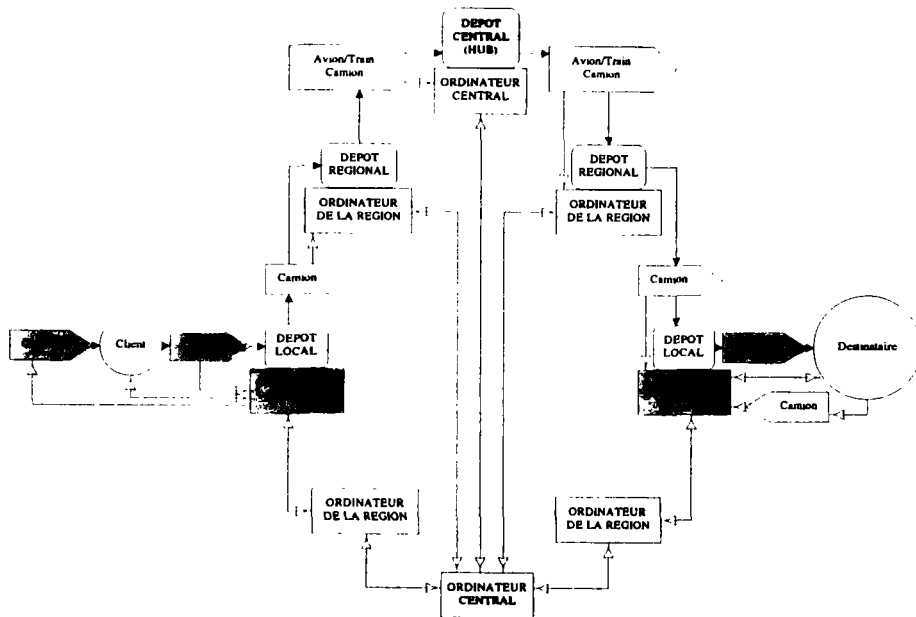 DEPOT
CENTRAL
(HUB)
Avion/Train
Camion
ORDINATEUR
CENTRAL
Avion/Train
Camion
DEPOT
REGIONAL
ORDINATEUR
DE LA REGION
DEPOT
REGIONAL
ORDINATEUR
DE LA REGION
Camion
Camion
Client
DEPOT
LOCAL
DEPOT
LOCAL
Destinataire
Camion
ORDINATEUR
DE LA REGION
ORDINATEUR
DE LA REGION
ORDINATEUR
CENTRAL